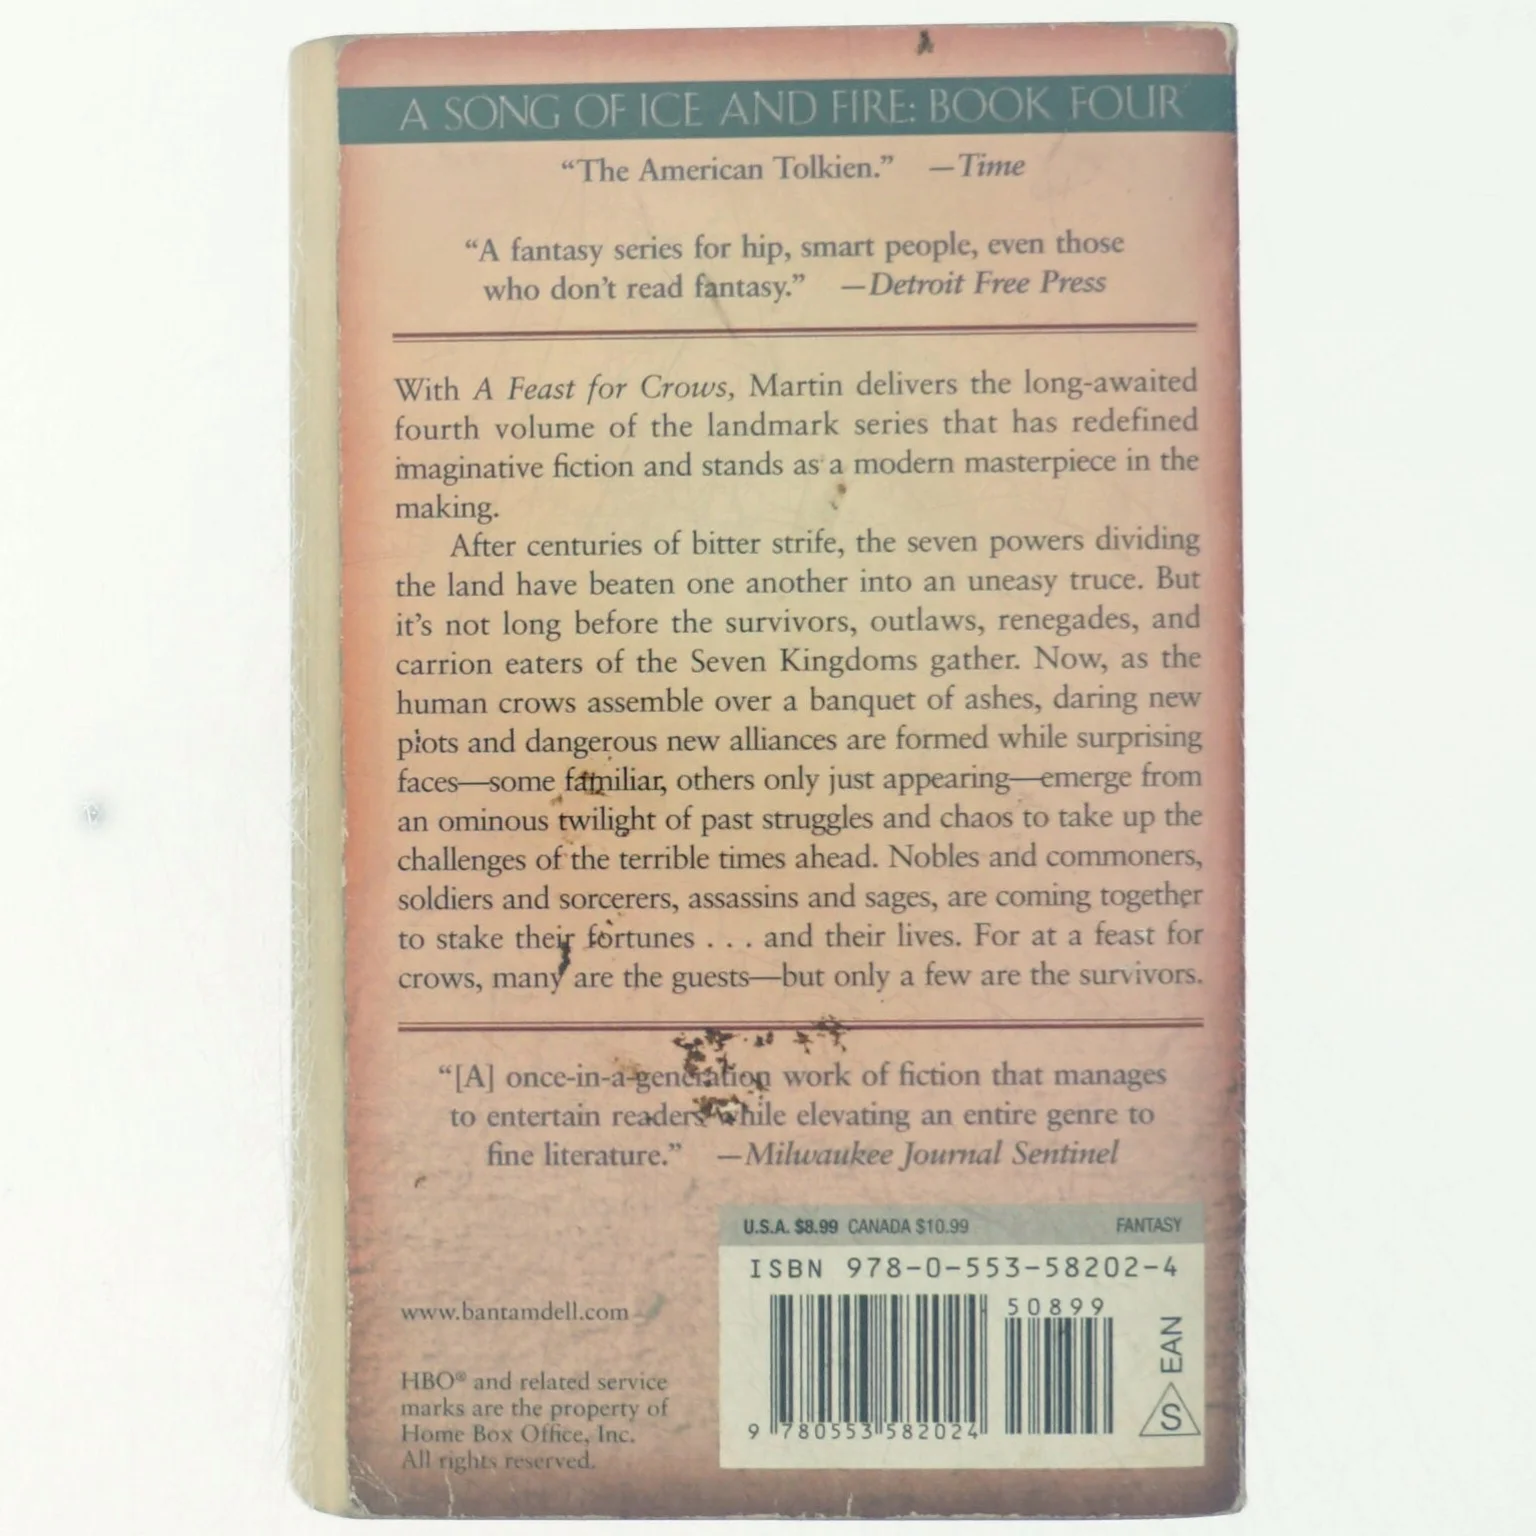 A SONG OF ICE AND FIRE: BOOK FOUR
“The American Tolkien.” —Time
“A fantasy series for hip, smart people, even those
who don’t read fantasy.” —Detroit Free Press
With A Feast for Crows, Martin delivers the long-awaited
fourth volume of the landmark series that has redefined
imaginative fiction and stands as a modern masterpiece in the
making.
After centuries of bitter strife, the seven powers dividing
the land have beaten one another into an uneasy truce. But
it’s not long before the survivors, outlaws, renegades, and
carrion eaters of the Seven Kingdoms gather. Now, as the
human crows assemble over a banquet of ashes, daring new
plots and dangerous new alliances are formed while surprising
faces—some familiar, others only just appearing—emerge from
an ominous twilight of past struggles and chaos to take up the
challenges of the terrible times ahead. Nobles and commoners,
soldiers and sorcerers, assassins and sages, are coming together
to stake their fortunes . . . and their lives. For at a feast for
crows, many are the guests—but only a few are the survivors.
“[A] once-in-a-generation work of fiction that manages
to entertain readers while elevating an entire genre to
fine literature.” —Milwaukee Journal Sentinel
U.S.A. $8.99 CANADA $10.99 FANTASY
ISBN 978-0-553-58202-4
50899
9 780553 582024
EAN
S
www.bantamdell.com
HBO® and related service
marks are the property of
Home Box Office, Inc.
All rights reserved.